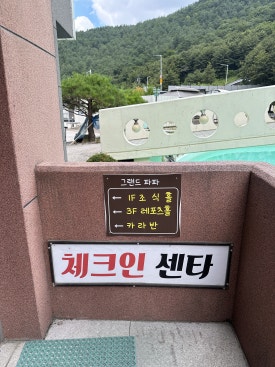 그랜드 파파
← 1F 조 식 홀
← 3F 레포츠홀
← 카 라 반
체크인 센타